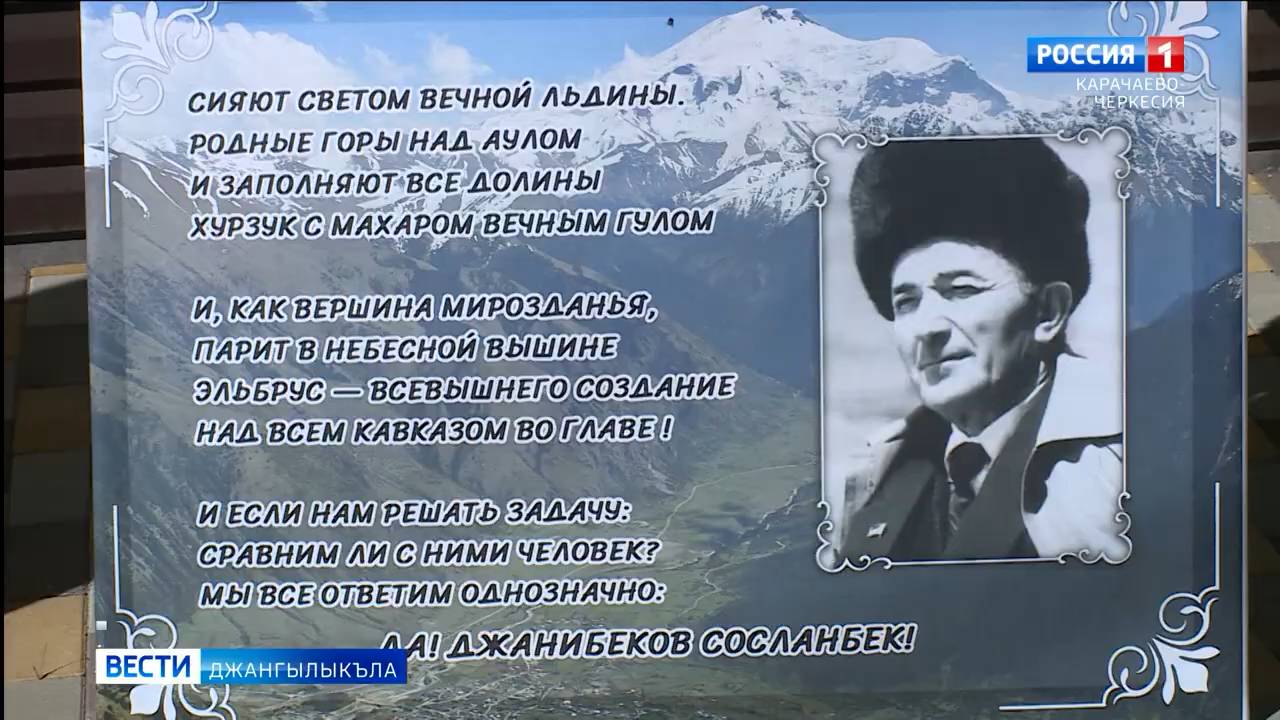 РОССИЯ 1
КАРАЧАЕВО-
ЧЕРКЕСИЯ
СИЯЮТ СВЕТОМ ВЕЧНОЙ ЛЬДИНЫ.
РОДНЫЕ ГОРЫ НАД АУЛОМ
И ЗАПОЛНЯЮТ ВСЕ ДОЛИНЫ
ХУРЗУК С МАХАРОМ ВЕЧНЫМ ГУЛОМ
И, КАК ВЕРШИНА МИРОЗДАНЬЯ,
ПАРИТ В НЕБЕСНОЙ ВЫШИНЕ
ЭЛЬБРУС — ВСЕВЫШНЕГО СОЗДАНИЕ
НАД ВСЕМ КАВКАЗОМ ВО ГЛАВЕ !
И ЕСЛИ НАМ РЕШАТЬ ЗАДАЧУ:
СРАВНИМ ЛИ С НИМИ ЧЕЛОВЕК?
МЫ ВСЕ ОТВЕТИМ ОДНОЗНАЧНО:
ДА! ДЖАНИБЕКОВ СОСЛАНБЕК!
ВЕСТИ ДЖАНГЫЛЫКЪЛА